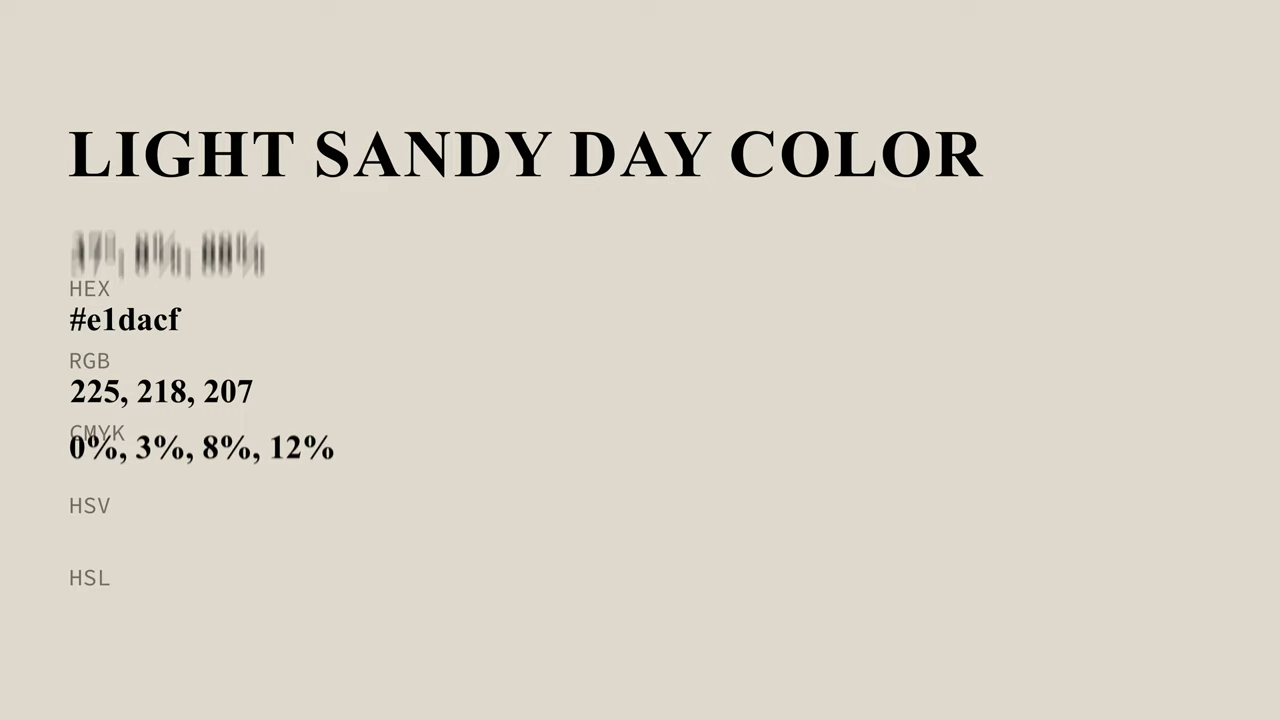 LIGHT SANDY DAY COLOR
HEX
#e1dacf
RGB
225, 218, 207
CMYK
0%, 3%, 8%, 12%
HSV
HSL